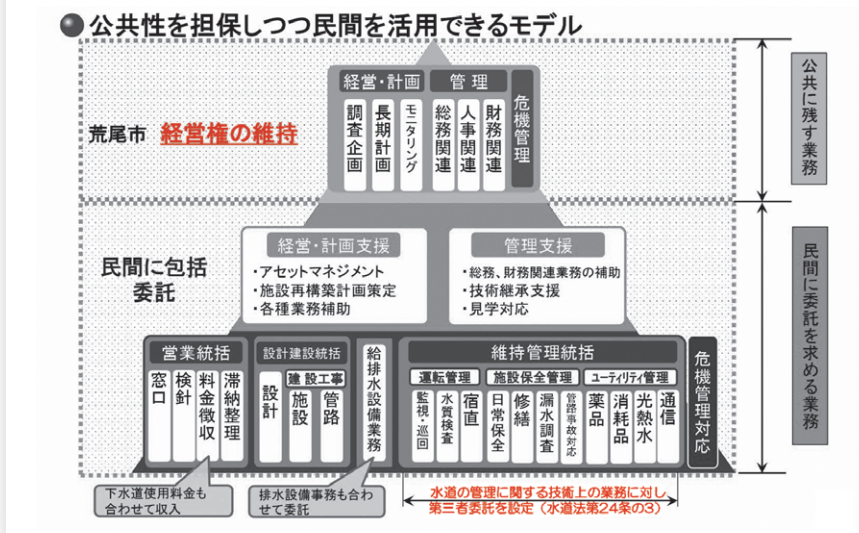 公共性を担保しつつ民間を活用できるモデル
荒尾市 経営権の維持
経営・計画
管理
危機管理
調査企画
長期計画
モニタリング
総務関連
人事関連
財務関連
公共に残す業務
民間に包括
委託
経営・計画支援
・アセットマネジメント
・施設再構築計画策定
・各種業務補助
管理支援
・総務、財務関連業務の補助
・技術継承支援
・見学対応
民間に委託を求める業務
営業統括
窓口
検針
料金徴収
滞納整理
設計建設統括
設計
建設工事
施設
管路
給排水設備業務
維持管理統括
運転管理
監視・巡回
水質検査
宿直
施設保全管理
日常保全
修繕
漏水調査
管路事故対応
ユーティリティ管理
薬品
消耗品
光熱水
通信
危機管理対応
下水道使用料金も
合わせて収入
排水設備事務も合わ
せて委託
水道の管理に関する技術上の業務に対し
第三者委託を設定（水道法第24条の3）